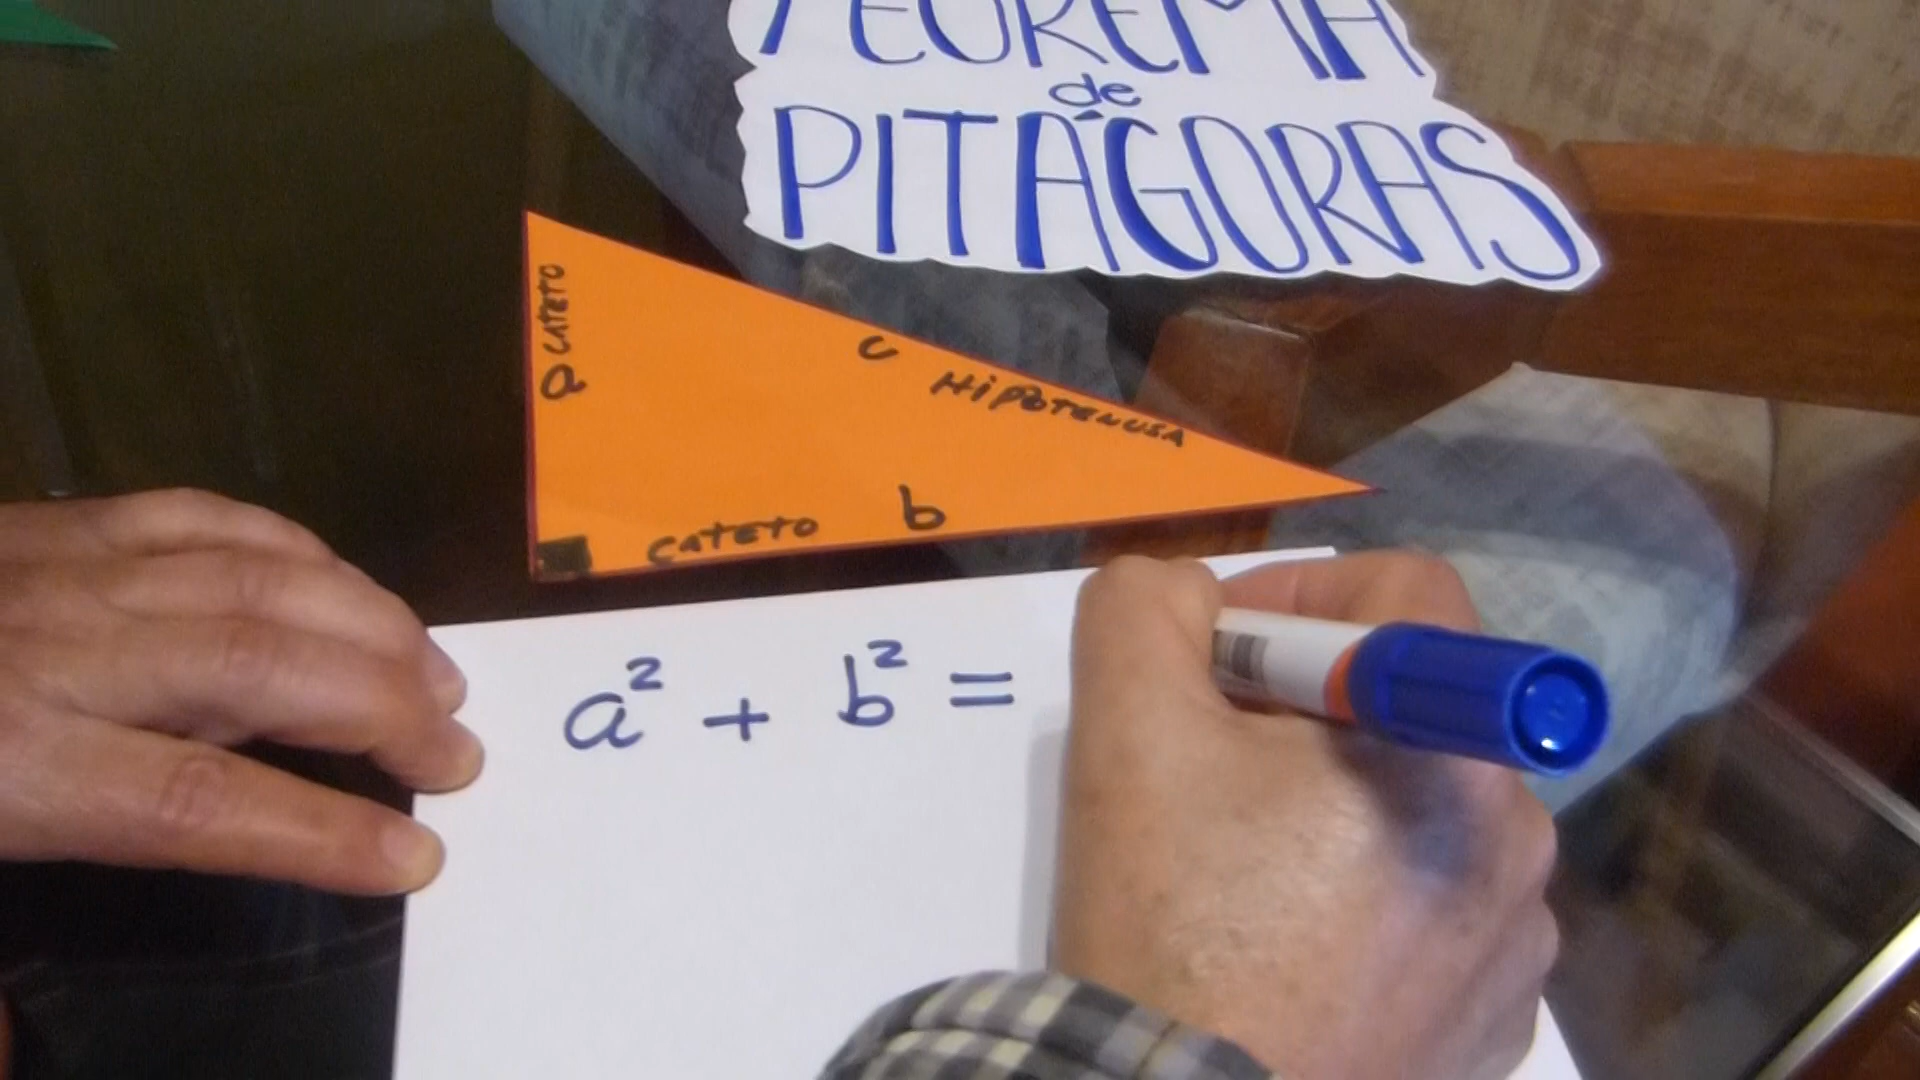 TEOREMA
de
PITÁGORAS
a CATETO
c
HiPOTENUSA
CATETO b
a² + b² =